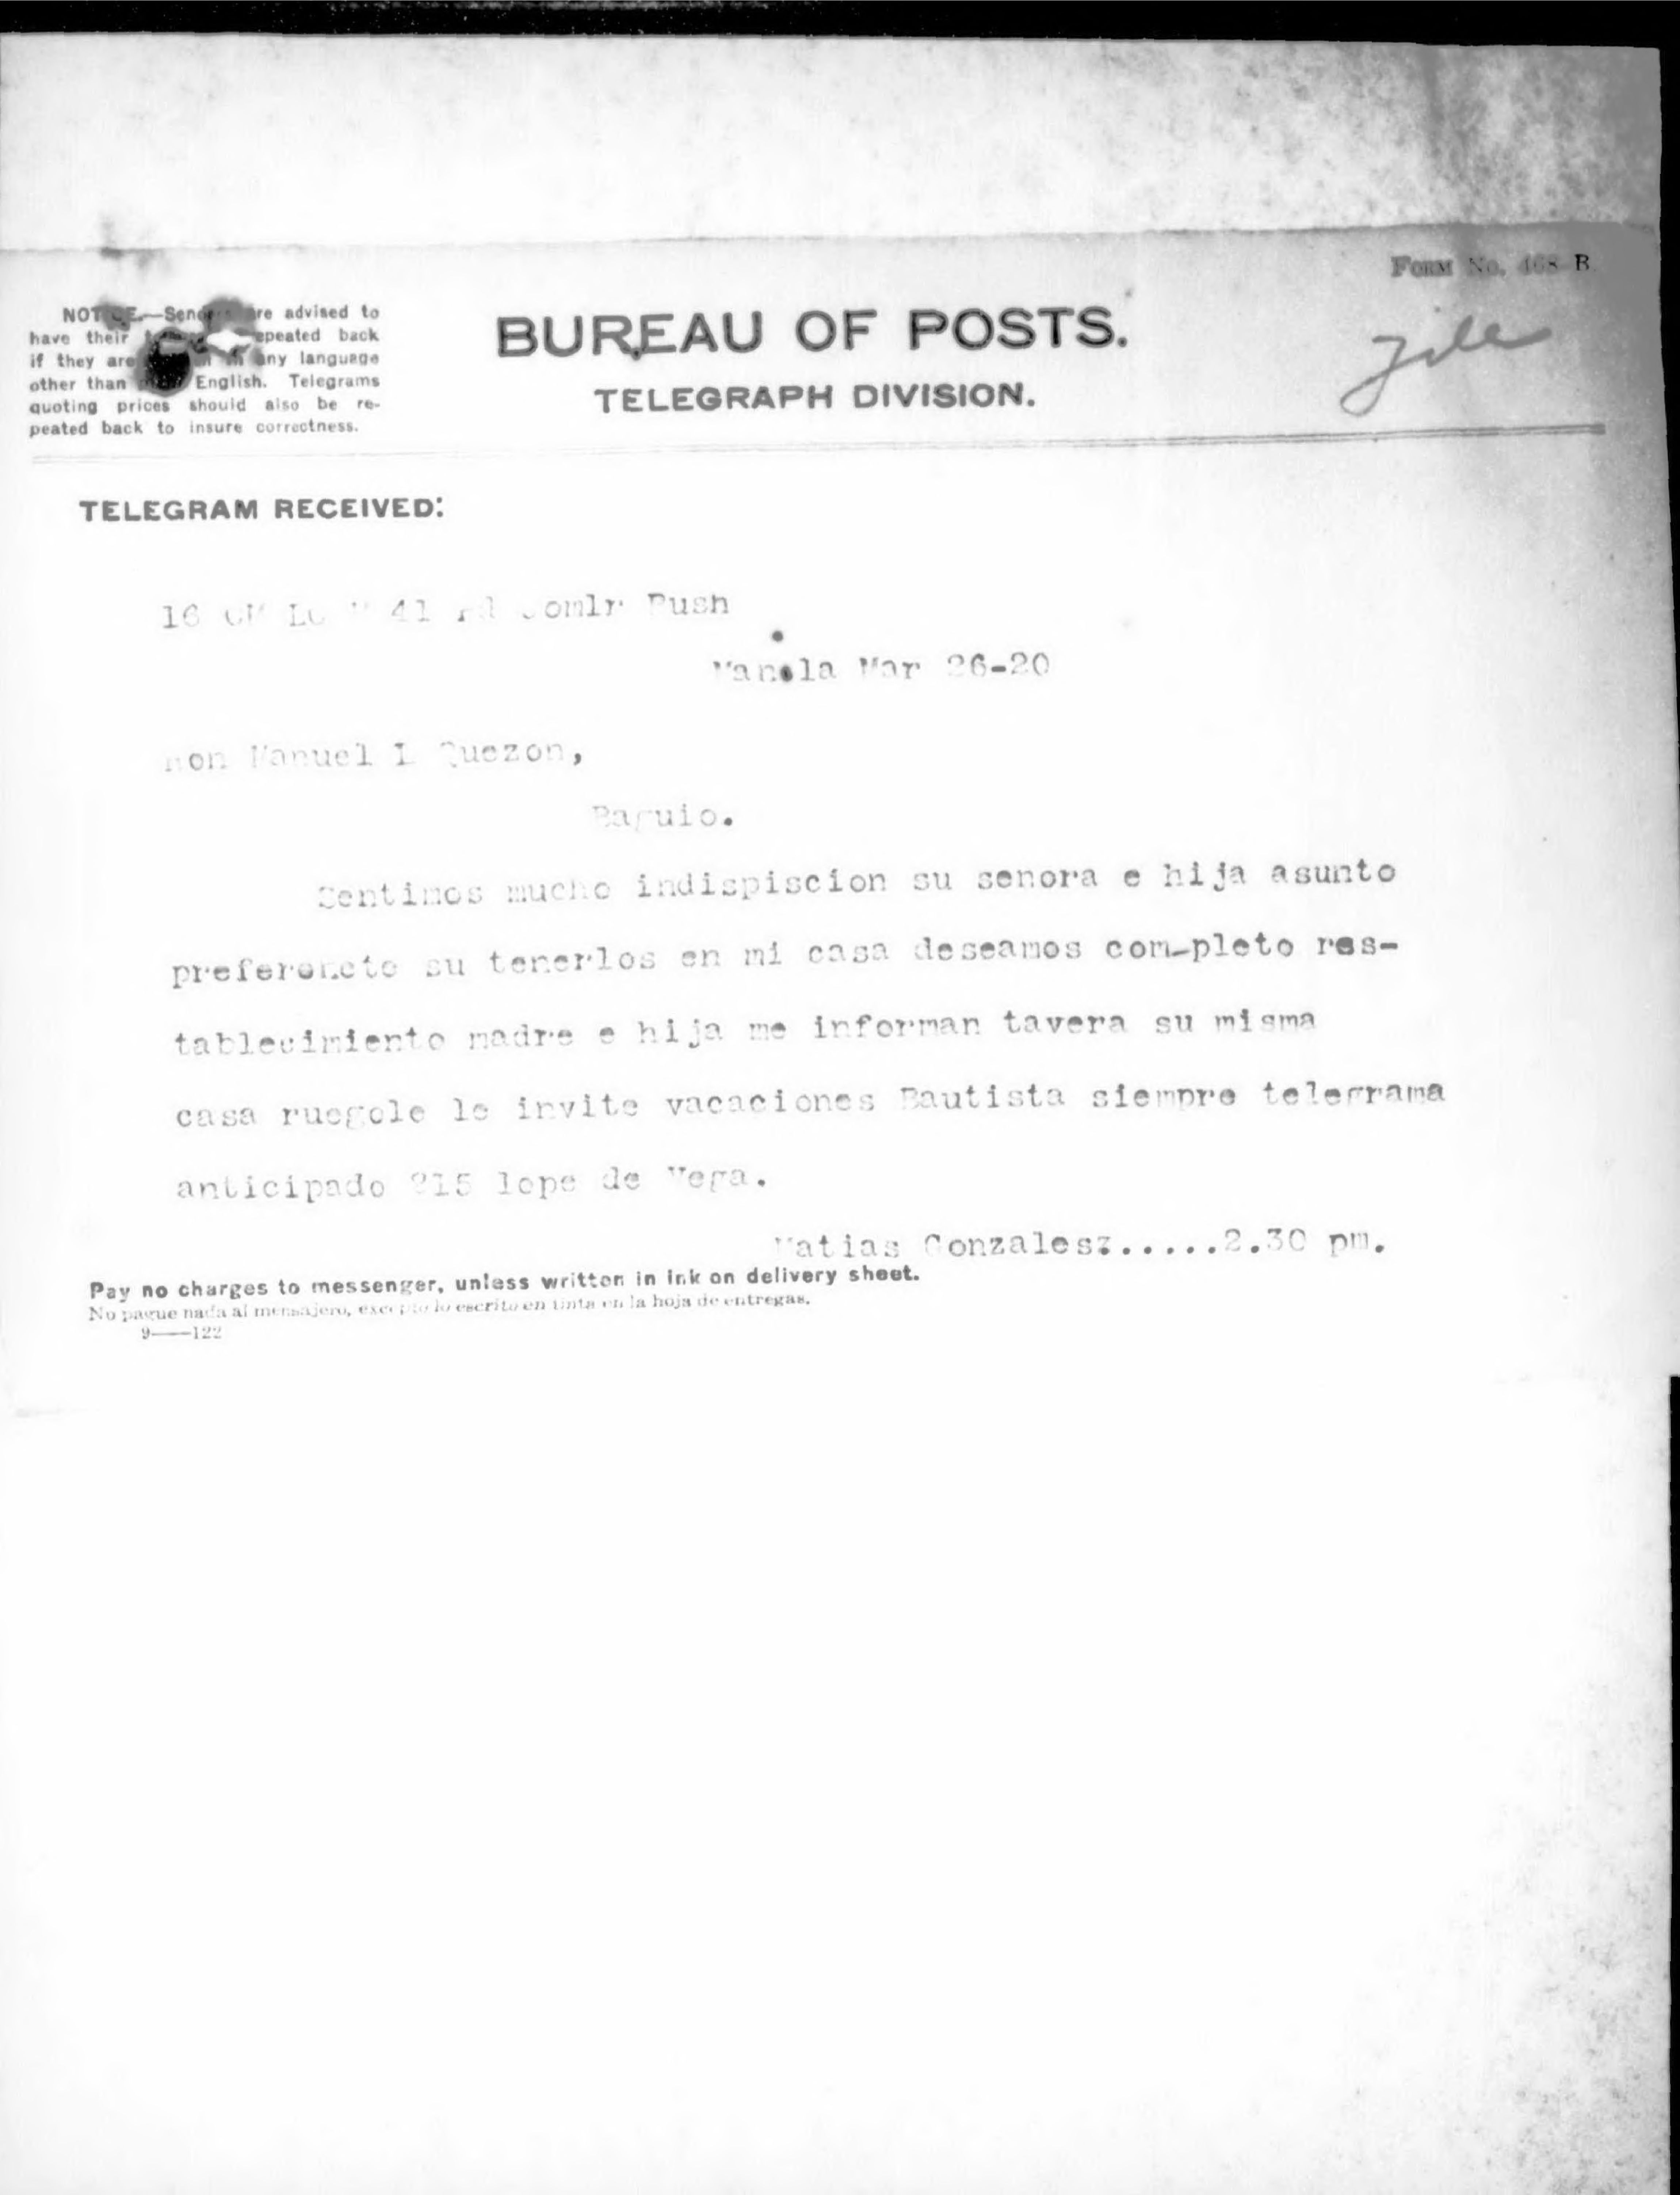 FORM No. 168 B
NOTICE.—Senders are advised to
have their repeated back
if they are in any language
other than English. Telegrams
quoting prices should also be re-
peated back to insure correctness.
BUREAU OF POSTS.
TELEGRAPH DIVISION.
File
TELEGRAM RECEIVED:
16 41 Rush
Manila Mar 26-20
Hon Manuel L Quezon,
Baguio.
Sentimos mucho indispiscion su senora e hija asunto
preferencte su tenerlos en mi casa deseamos com-pleto res-
tablecimiento madre e hija me informan tavera su misma
casa ruegole le invite vacaciones Bautista siempre telegrama
anticipado 215 lope de Vega.
Matias Gonzalesz.....2.30 pm.
Pay no charges to messenger, unless written in ink on delivery sheet.
No pague nada al mensajero, excepto lo escrito en tinta en la hoja de entregas.
9——122